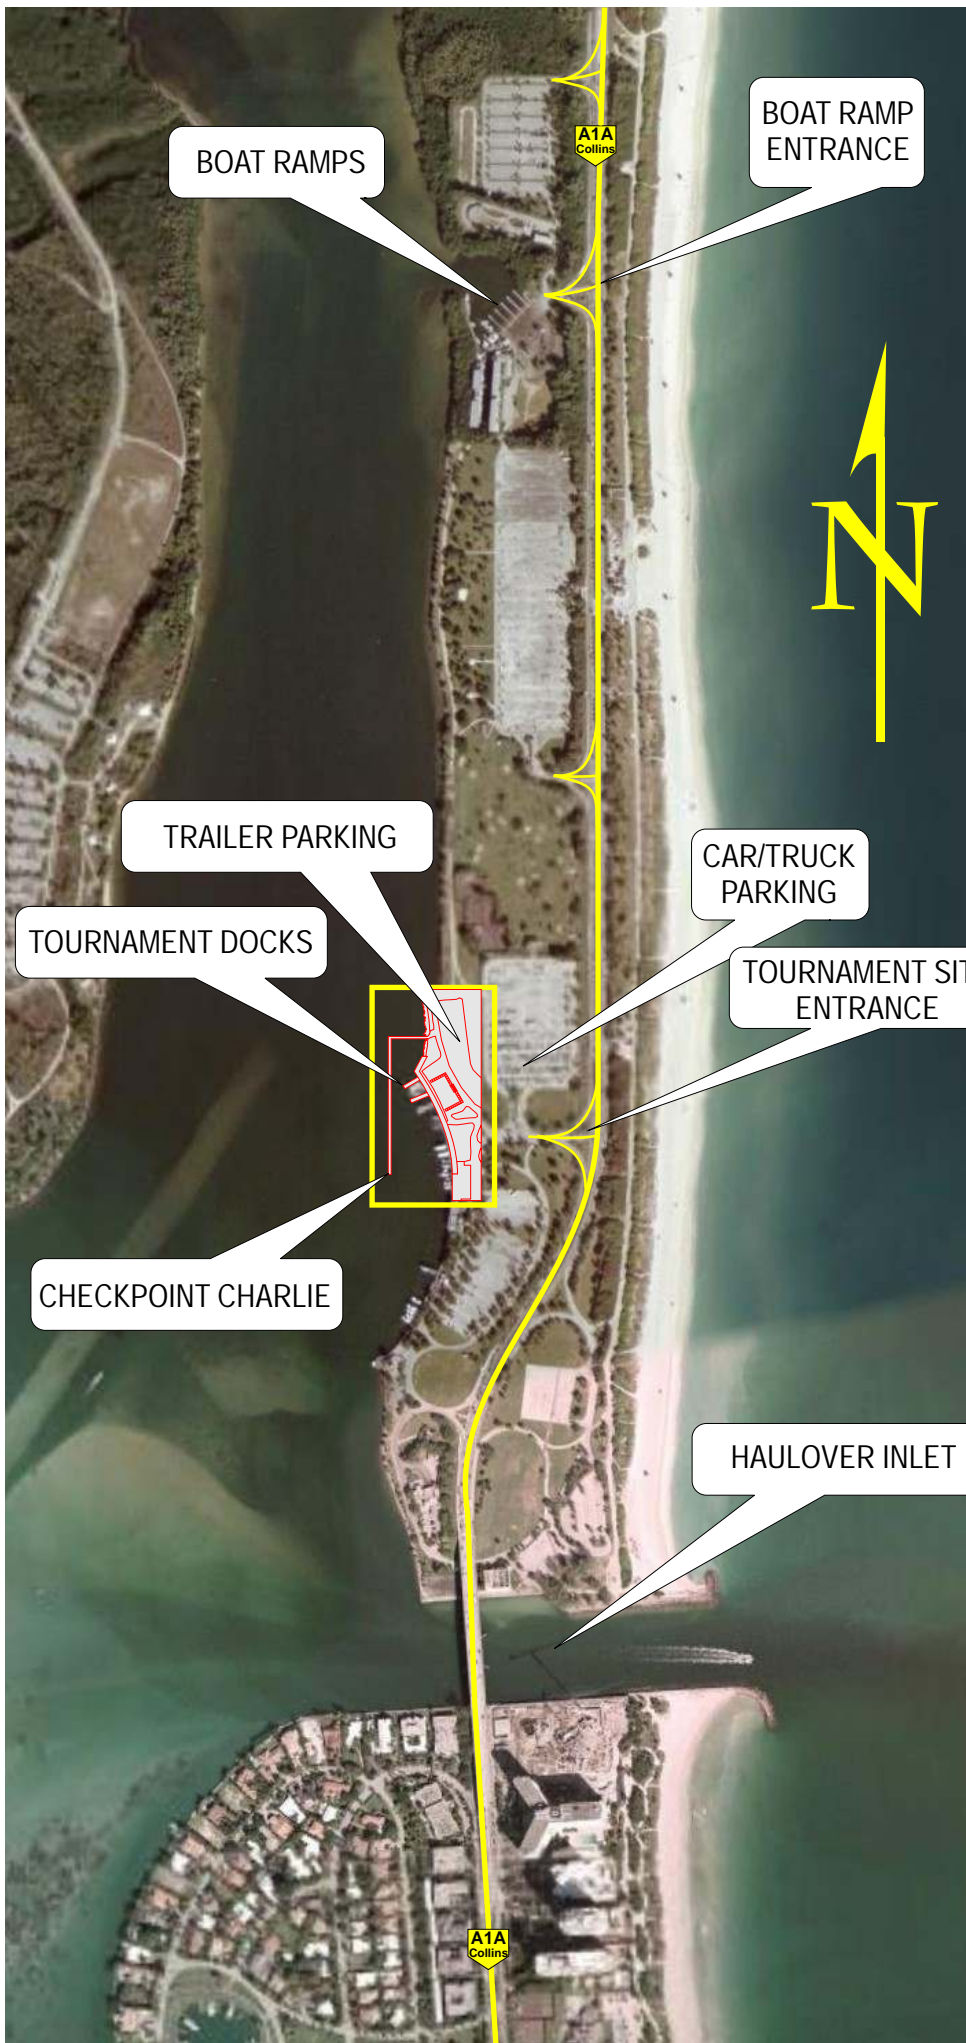 A1A
Collins
BOAT RAMP
ENTRANCE
BOAT RAMPS
N
TRAILER PARKING
CAR/TRUCK
PARKING
TOURNAMENT DOCKS
TOURNAMENT SIT
ENTRANCE
CHECKPOINT CHARLIE
HAULOVER INLET
A1A
Collins